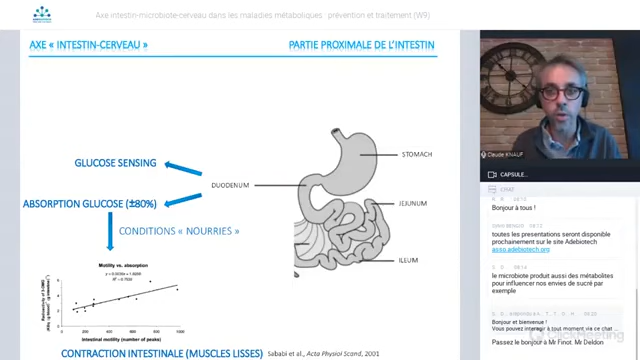 ADEBIOTECH
Axe intestin-microbiote-cerveau dans les maladies métaboliques : prévention et traitement (W9)
AXE « INTESTIN-CERVEAU »
PARTIE PROXIMALE DE L'INTESTIN
GLUCOSE SENSING
DUODENUM
ABSORPTION GLUCOSE (±80%)
CONDITIONS « NOURRIES »
STOMACH
JEJUNUM
ILEUM
Motility vs. absorption
Intestinal motility (number of peaks)
CONTRACTION INTESTINALE (MUSCLES LISSES)
Sababi et al., Acta Physiol Scand, 2001
Claude KNAUF
CAPSULE...
CHAT
Bonjour à tous !
toutes les presentations seront disponible
prochainement sur le site Adebiotech
asso.adebiotech.org
le microbiote produit aussi des métabolites
pour influencer nos envies de sucré par
exemple
Bonjour et bienvenue !
Vous pouvez interagir à tout moment via ce chat
Passez le bonjour à Mr Finot. Mr Deldon
ClickMeeting